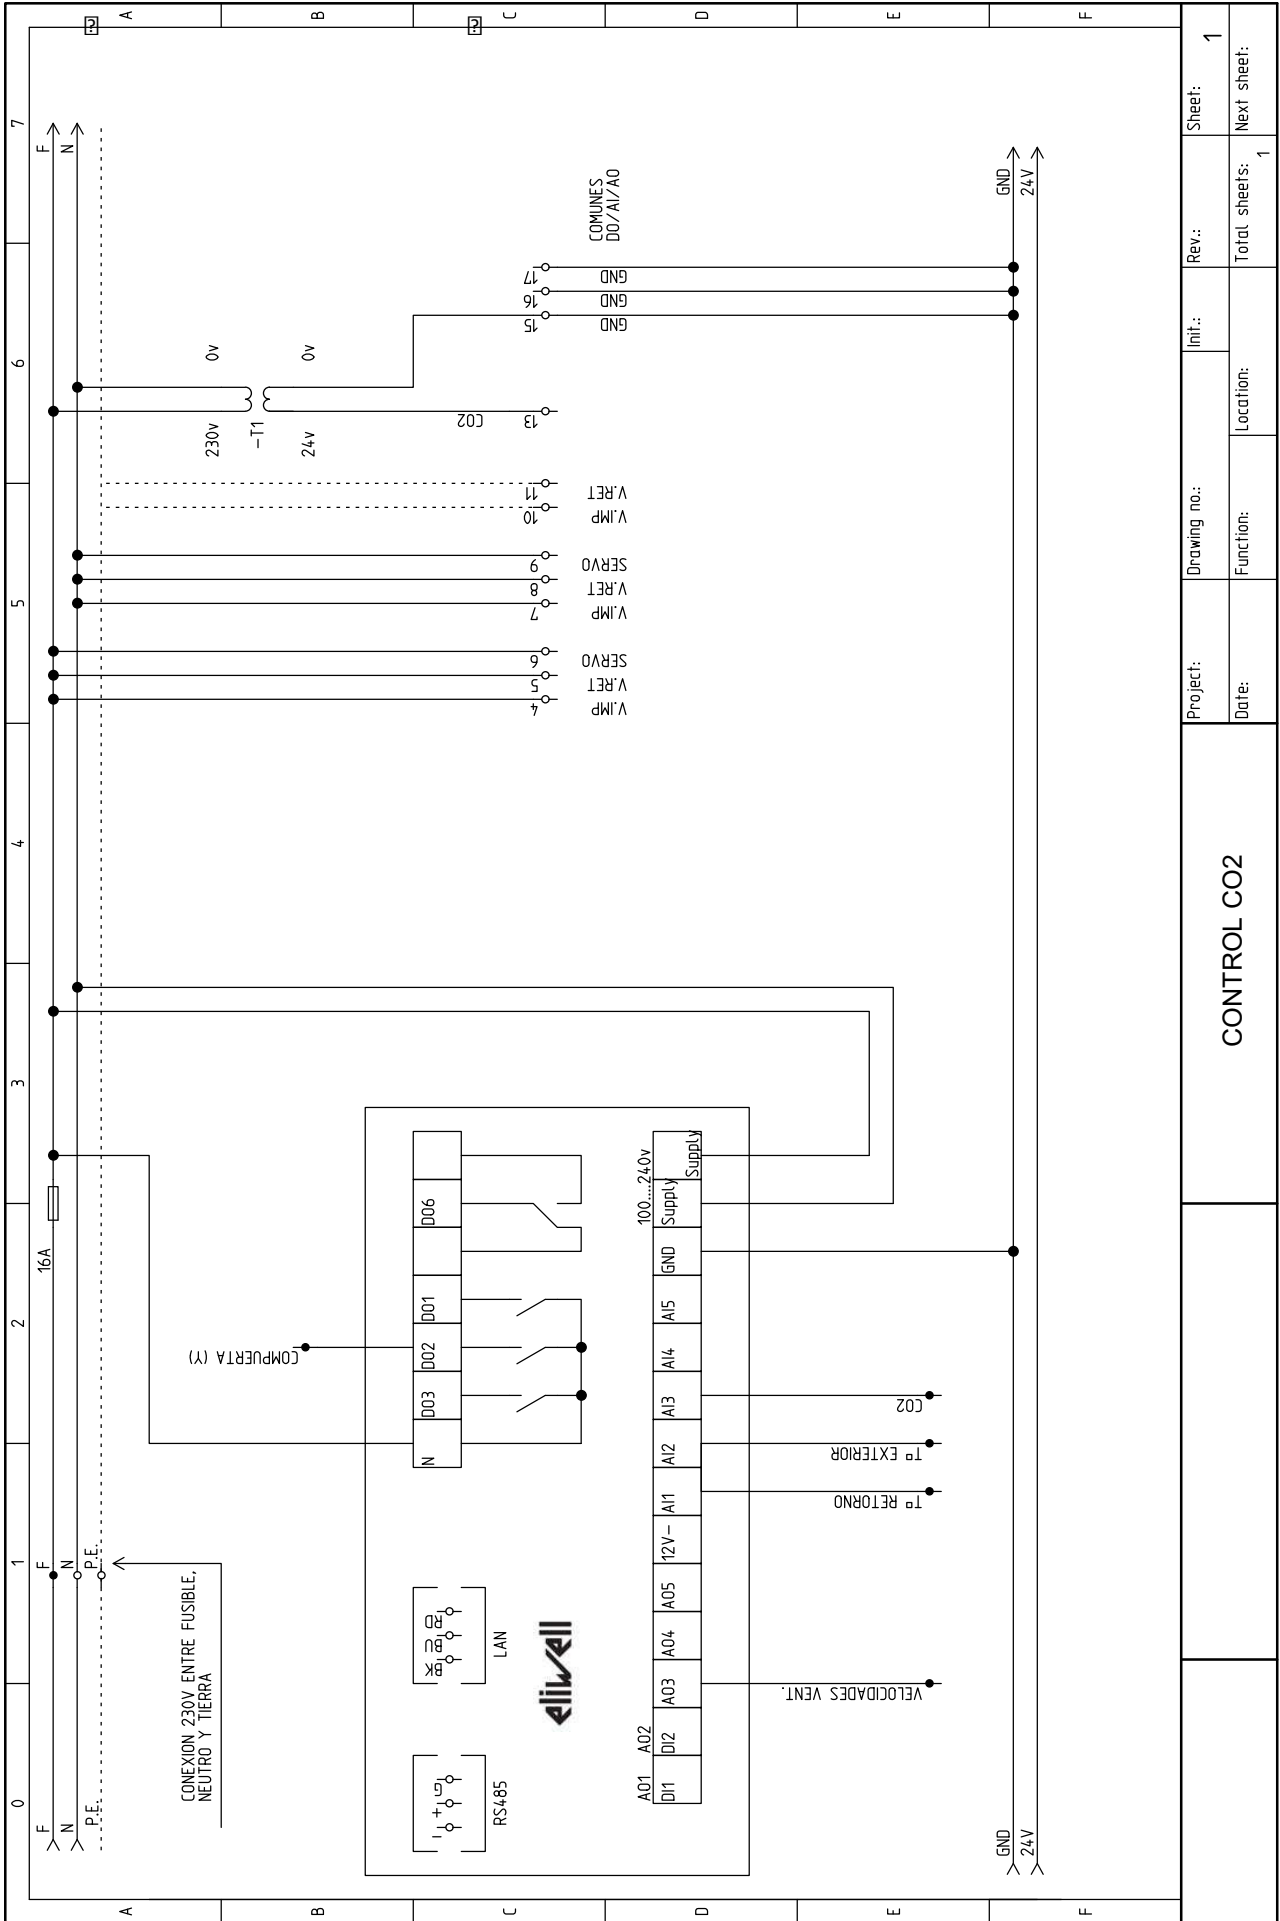 0 1 2 3 4 5 6 7
A
F
F
16A
F
N
N
N
P.E.
P.E.
CONEXION 230V ENTRE FUSIBLE,
NEUTRO Y TIERRA
230v 0v
-T1
B
24v 0v
COMPUERTA (Y)
C
- + G
RS485
BK BU RD
LAN
eliwell
N DO3 DO2 DO1 DO6
4 5 6 7 8 9 10 11 13 15 16 17
CO2
V.IMP V.RET SERVO V.IMP V.RET SERVO V.IMP V.RET GND GND GND
COMUNES
DO/AI/AO
D
AO1 AO2 100....240v
DI1 DI2 AO3 AO4 AO5 12V- AI1 AI2 AI3 AI4 AI5 GND Supply Supply
E
VELOCIDADES VENT.
Tº RETORNO
Tº EXTERIOR
CO2
F
GND GND
24V 24V
A B C D E F
CONTROL CO2
Project:
Drawing no.:
Init.:
Rev.:
Sheet: 1
Date:
Function:
Location:
Total sheets: 1
Next sheet: